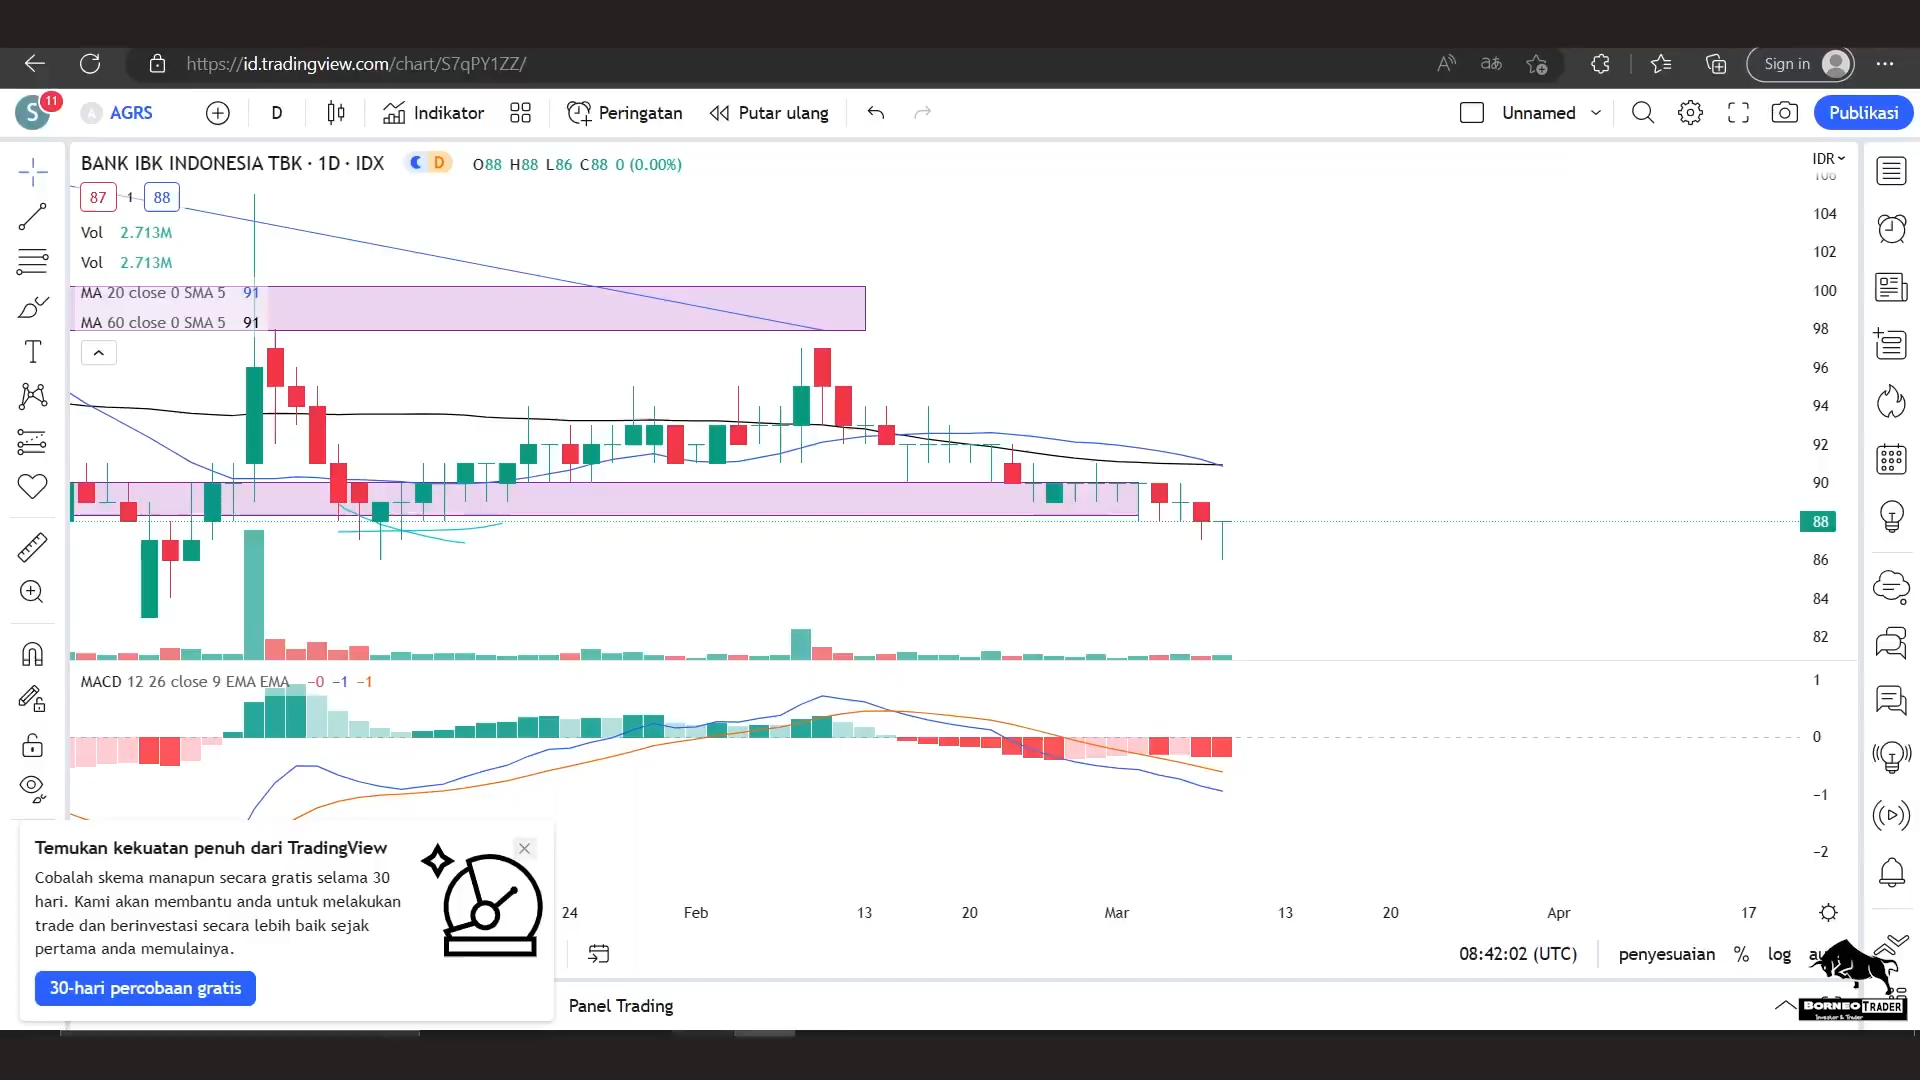 https://id.tradingview.com/chart/S7qPY1ZZ/
Sign in
S
11
A
AGRS
D
Indikator
Peringatan
Putar ulang
Unnamed
Publikasi
BANK IBK INDONESIA TBK · 1D · IDX
D
O88 H88 L86 C88 0 (0.00%)
IDR
87
1
88
Vol 2.713M
Vol 2.713M
MA 20 close 0 SMA 5 91
MA 60 close 0 SMA 5 91
106
104
102
100
98
96
94
92
90
88
86
84
82
MACD 12 26 close 9 EMA EMA −0 −1 −1
1
0
−1
−2
24
Feb
13
20
Mar
13
20
Apr
17
Temukan kekuatan penuh dari TradingView
Cobalah skema manapun secara gratis selama 30
hari. Kami akan membantu anda untuk melakukan
trade dan berinvestasi secara lebih baik sejak
pertama anda memulainya.
30-hari percobaan gratis
08:42:02 (UTC)
penyesuaian
%
log
Panel Trading
BORNEO TRADER
Investor & Trader